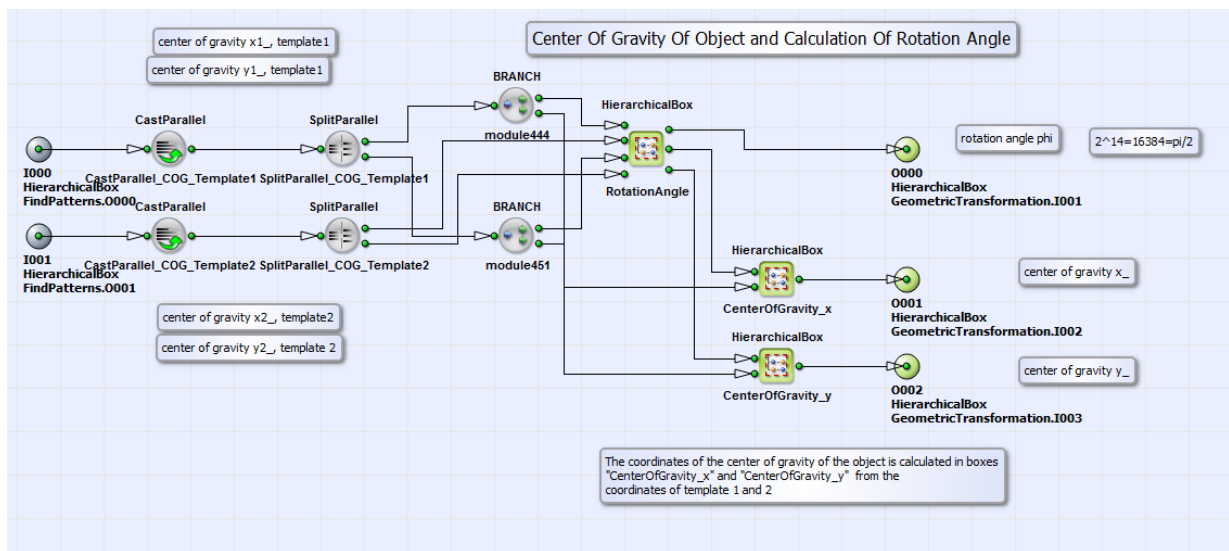 center of gravity x1_, template1
Center Of Gravity Of Object and Calculation Of Rotation Angle
center of gravity y1_, template1
BRANCH
HierarchicalBox
CastParallel
SplitParallel
module444
rotation angle phi
2^14=16384=pi/2
I000
CastParallel_COG_Template1
SplitParallel_COG_Template1
RotationAngle
O000
HierarchicalBox
HierarchicalBox
FindPatterns.O000
GeometricTransformation.I001
CastParallel
SplitParallel
BRANCH
I001
CastParallel_COG_Template2
SplitParallel_COG_Template2
module451
HierarchicalBox
HierarchicalBox
FindPatterns.O001
center of gravity x_
CenterOfGravity_x
O001
HierarchicalBox
GeometricTransformation.I002
center of gravity x2_, template2
center of gravity y2_, template 2
HierarchicalBox
center of gravity y_
CenterOfGravity_y
O002
HierarchicalBox
GeometricTransformation.I003
The coordinates of the center of gravity of the object is calculated in boxes
"CenterOfGravity_x" and "CenterOfGravity_y" from the
coordinates of template 1 and 2